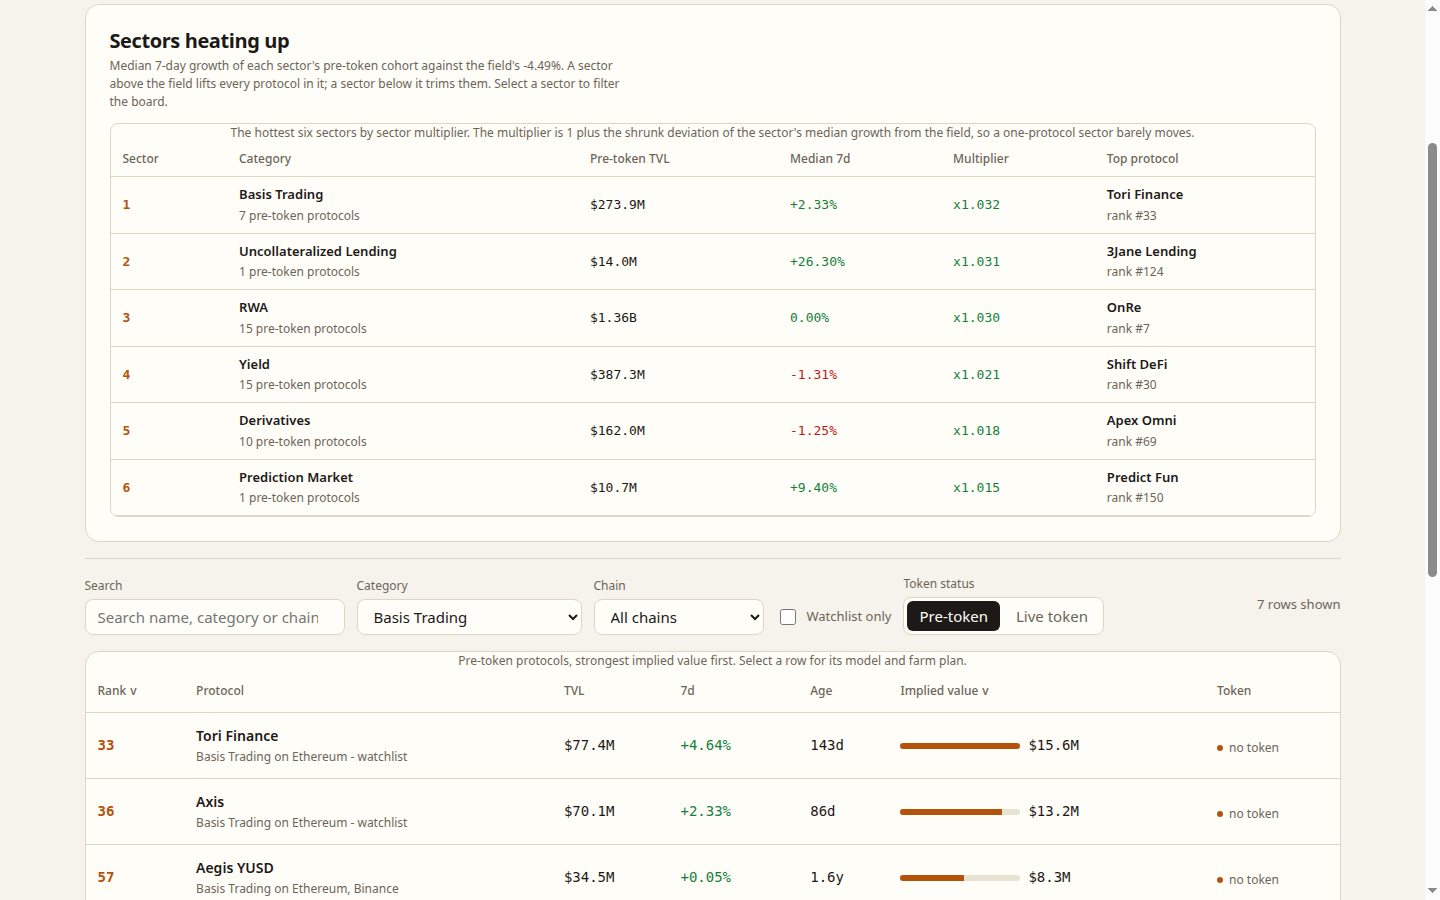 Sectors heating up
Median 7-day growth of each sector's pre-token cohort against the field's -4.49%. A sector
above the field lifts every protocol in it; a sector below it trims them. Select a sector to filter
the board.
The hottest six sectors by sector multiplier. The multiplier is 1 plus the shrunk deviation of the sector's median growth from the field, so a one-protocol sector barely moves.
Sector Category Pre-token TVL Median 7d Multiplier Top protocol
1 Basis Trading $273.9M +2.33% x1.032 Tori Finance
7 pre-token protocols rank #33
2 Uncollateralized Lending $14.0M +26.30% x1.031 3Jane Lending
1 pre-token protocols rank #124
3 RWA $1.36B 0.00% x1.030 OnRe
15 pre-token protocols rank #7
4 Yield $387.3M -1.31% x1.021 Shift DeFi
15 pre-token protocols rank #30
5 Derivatives $162.0M -1.25% x1.018 Apex Omni
10 pre-token protocols rank #69
6 Prediction Market $10.7M +9.40% x1.015 Predict Fun
1 pre-token protocols rank #150
Search Category Chain Token status
Search name, category or chain Basis Trading All chains Watchlist only Pre-token Live token 7 rows shown
Pre-token protocols, strongest implied value first. Select a row for its model and farm plan.
Rank v Protocol TVL 7d Age Implied value v Token
33 Tori Finance $77.4M +4.64% 143d $15.6M no token
Basis Trading on Ethereum - watchlist
36 Axis $70.1M +2.33% 86d $13.2M no token
Basis Trading on Ethereum - watchlist
57 Aegis YUSD $34.5M +0.05% 1.6y $8.3M no token
Basis Trading on Ethereum, Binance